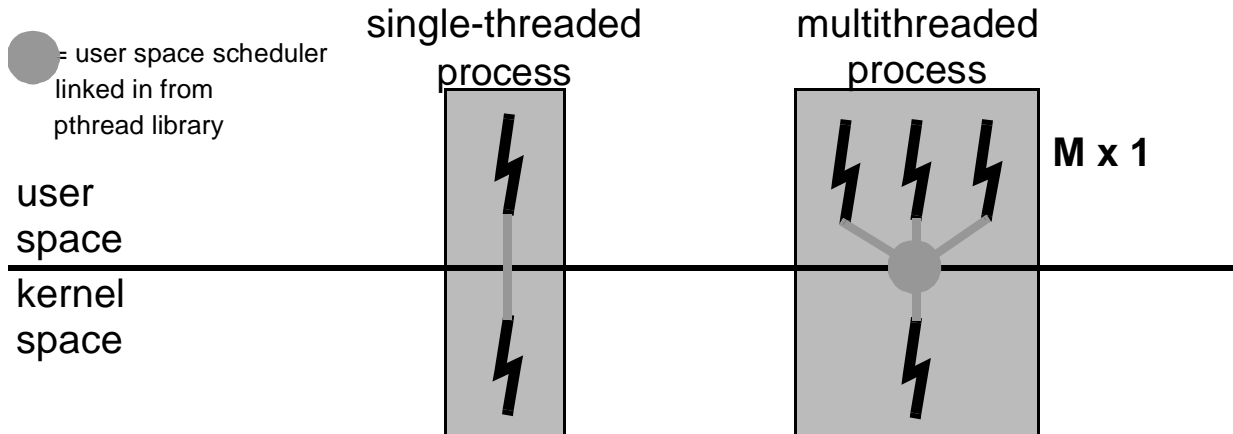 single-threaded
process
multithreaded
process
= user space scheduler
linked in from
pthread library
M x 1
user
space
kernel
space